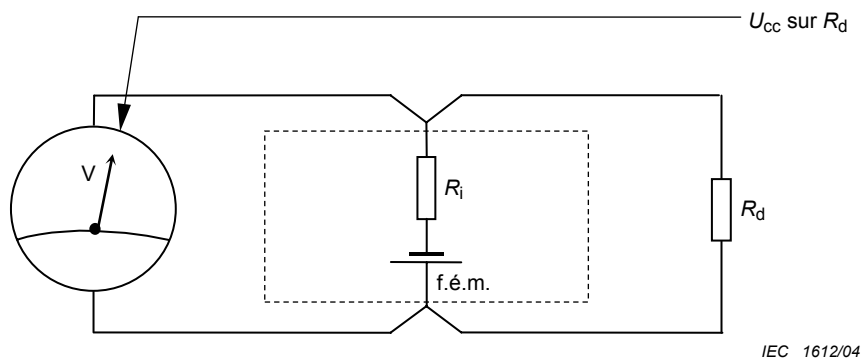 U_cc sur R_d
V
R_i
R_d
f.é.m.
IEC 1612/04